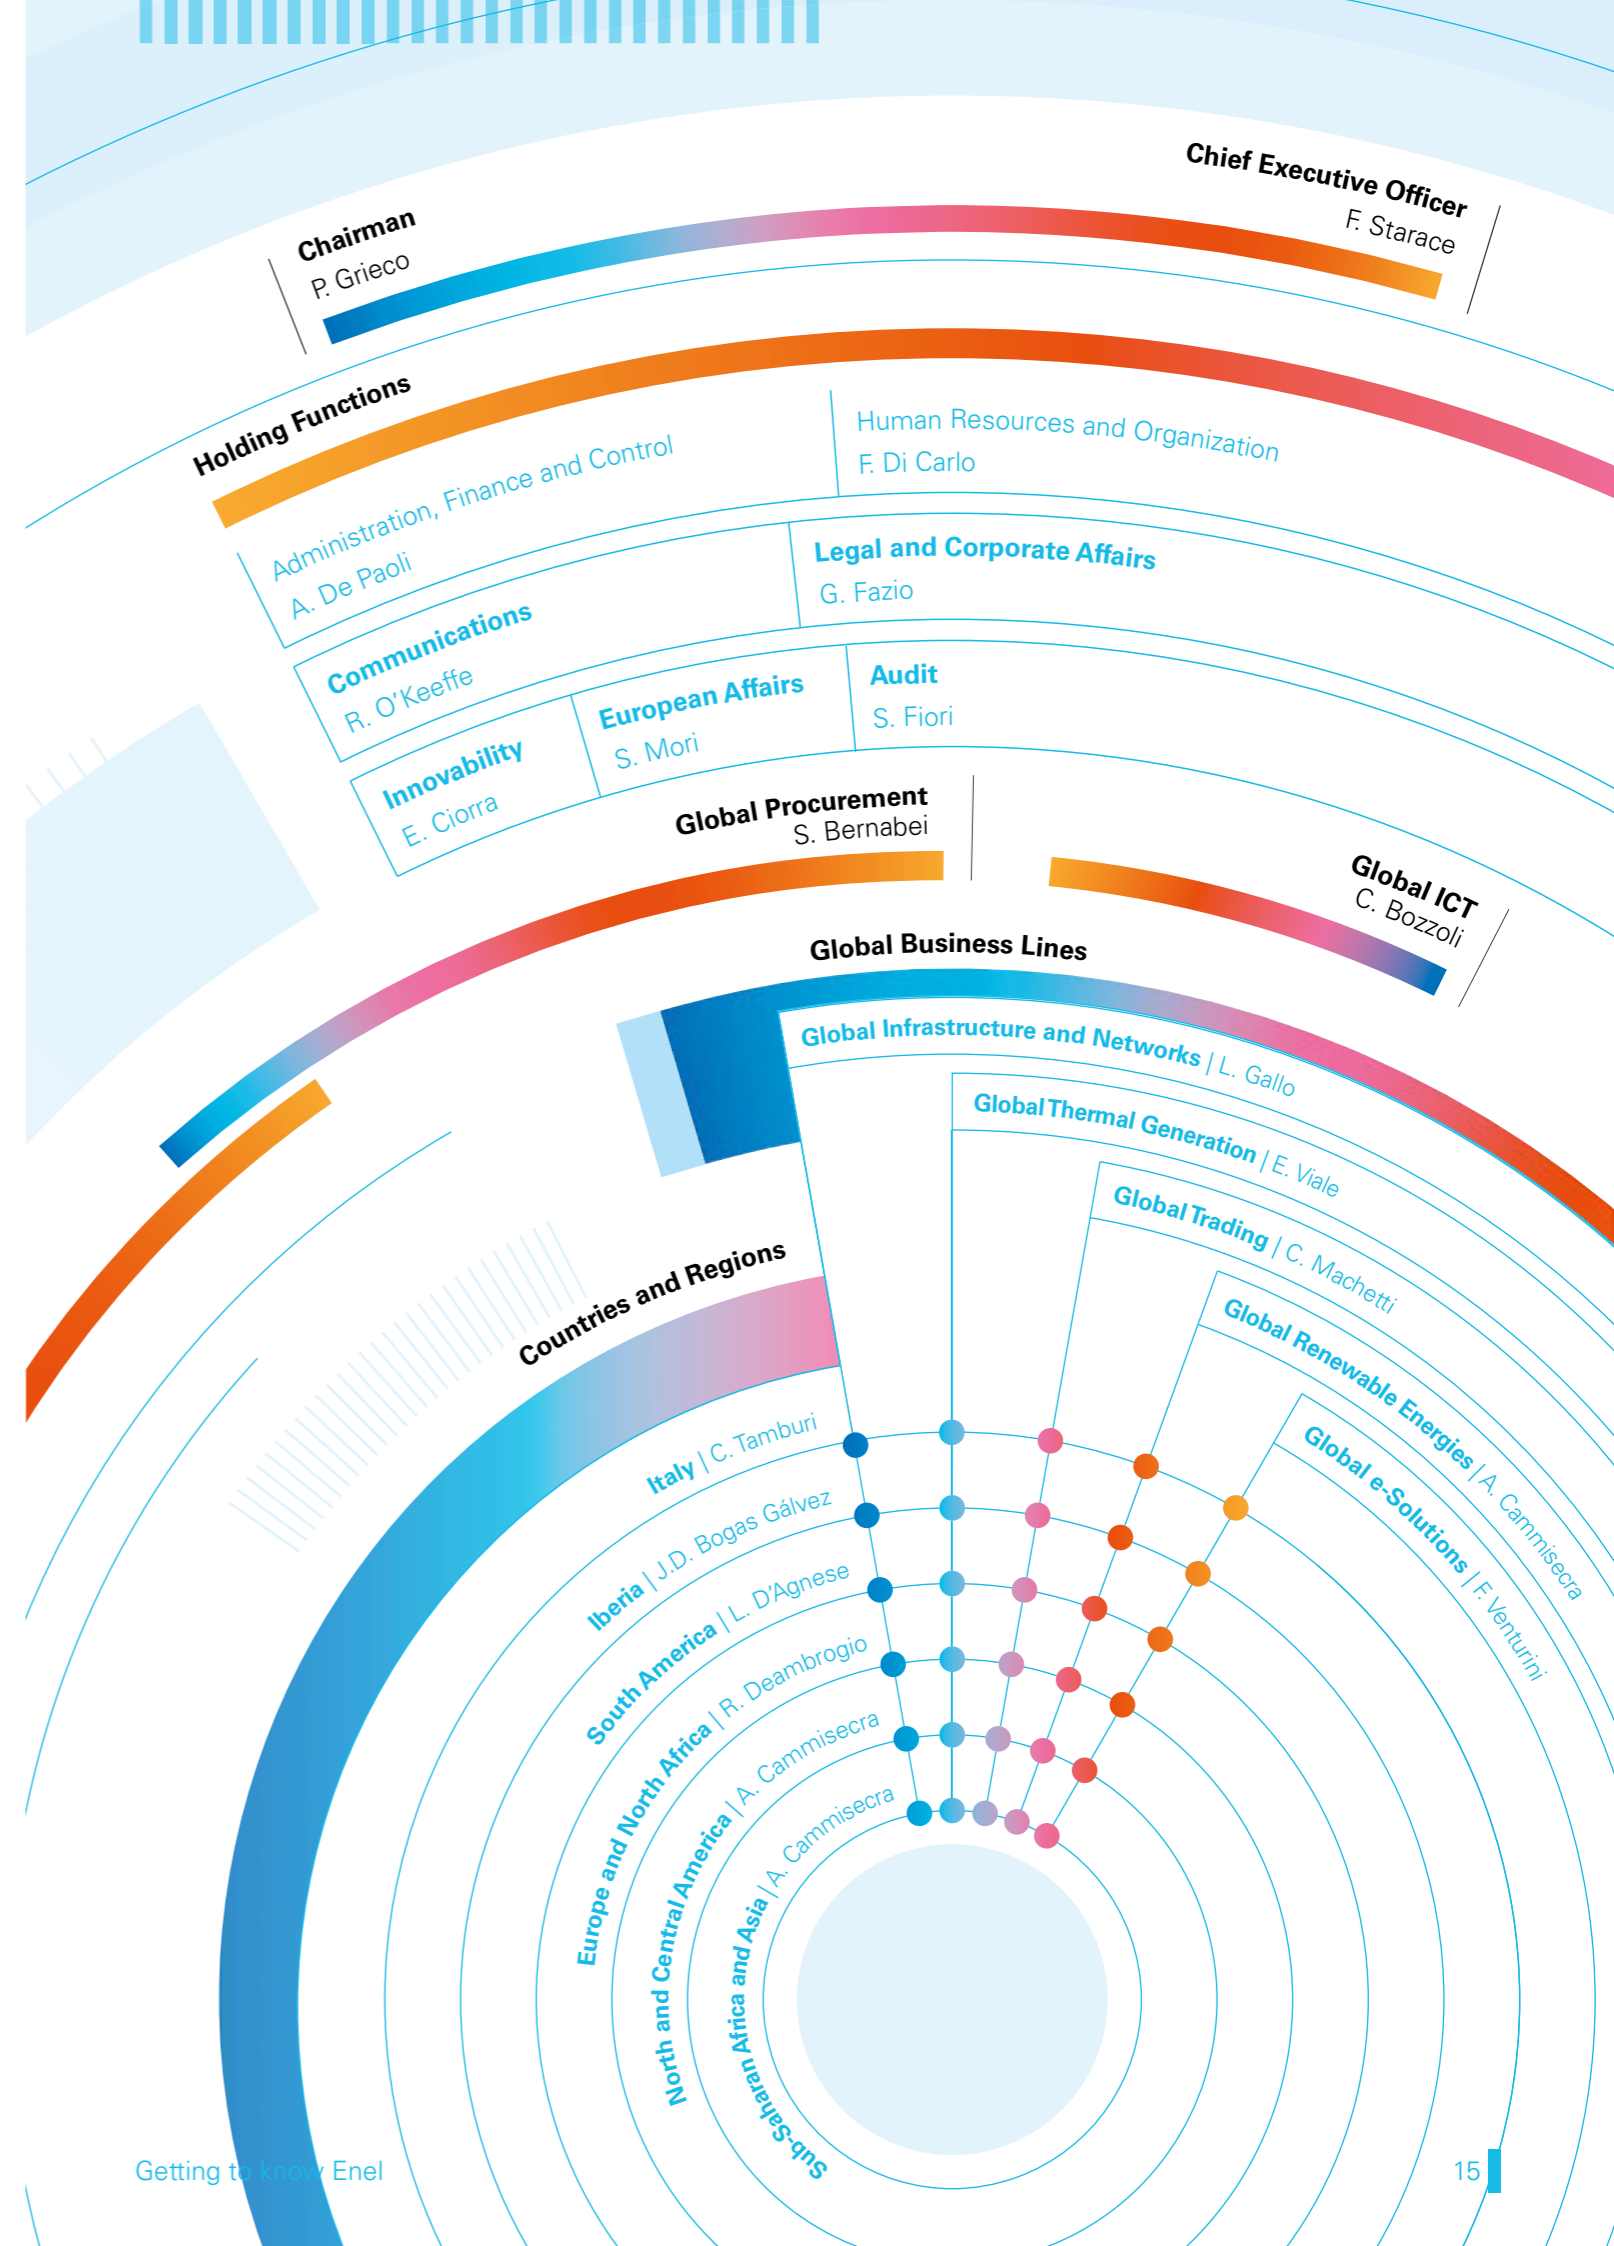 Chairman
P. Grieco
Chief Executive Officer
F. Starace
Holding Functions
Administration, Finance and Control
A. De Paoli
Human Resources and Organization
F. Di Carlo
Communications
R. O'Keeffe
Legal and Corporate Affairs
G. Fazio
Innovability
E. Ciorra
European Affairs
S. Mori
Audit
S. Fiori
Global Procurement
S. Bernabei
Global ICT
C. Bozzoli
Global Business Lines
Global Infrastructure and Networks | L. Gallo
Global Thermal Generation | E. Viale
Global Trading | C. Machetti
Global Renewable Energies | A. Cammisecra
Global e-Solutions | F. Venturini
Countries and Regions
Italy | C. Tamburi
Iberia | J.D. Bogas Gálvez
South America | L. D'Agnese
Europe and North Africa | R. Deambrogio
North and Central America | A. Cammisecra
Sub-Saharan Africa and Asia | A. Cammisecra
Getting to know Enel
15